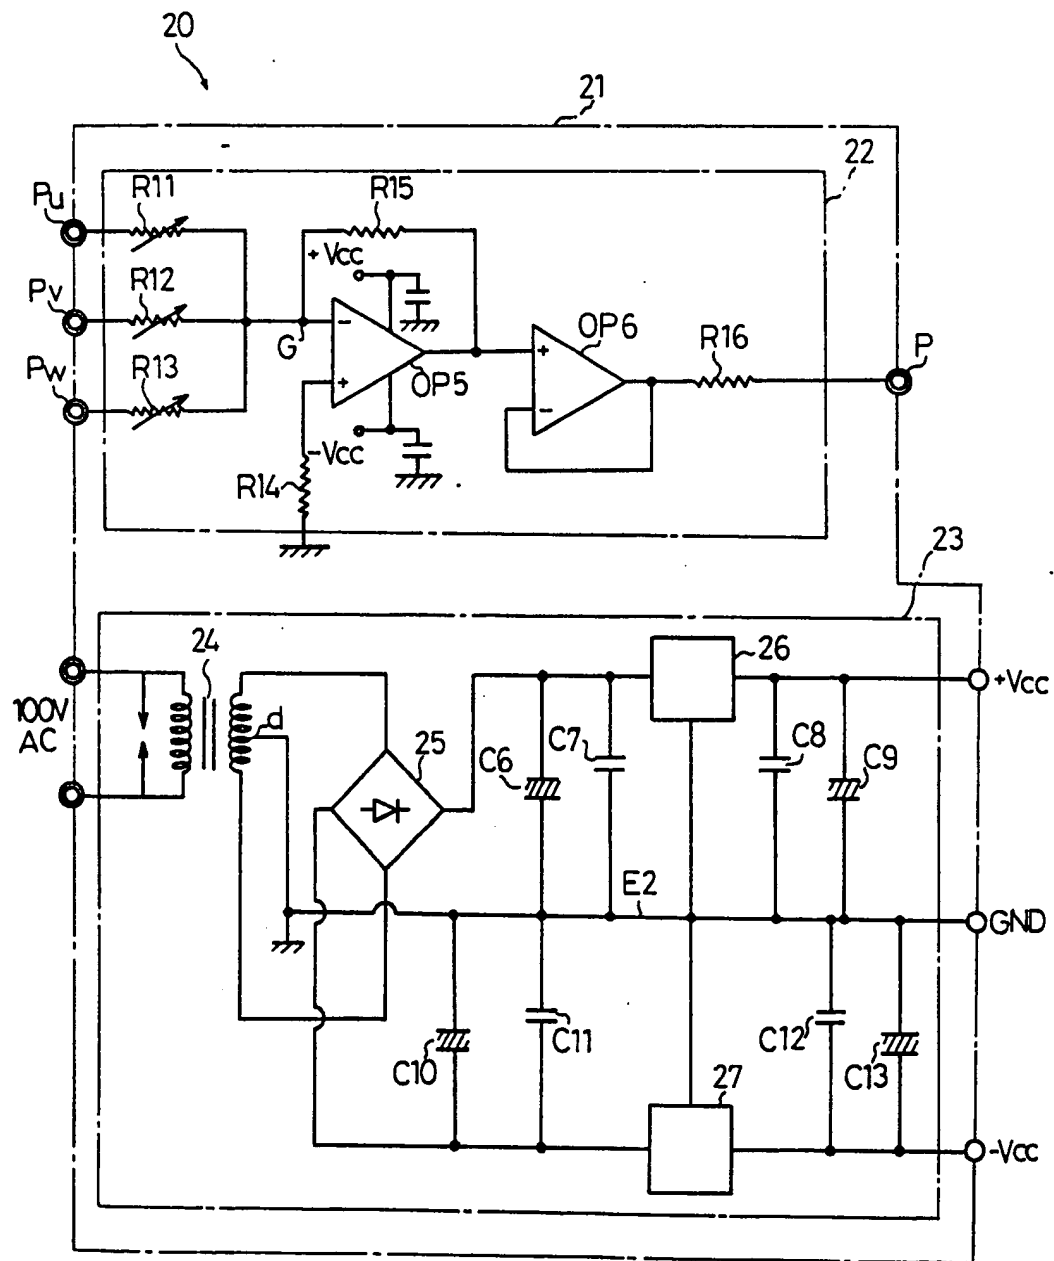 20
21
22
Pu
R11
R15
+Vcc
Pv
R12
G
OP5
OP6
R16
P
Pw
R13
-Vcc
R14
23
24
26
+Vcc
100V
AC
d
25
C6
C7
C8
C9
E2
GND
C10
C11
C12
C13
27
-Vcc